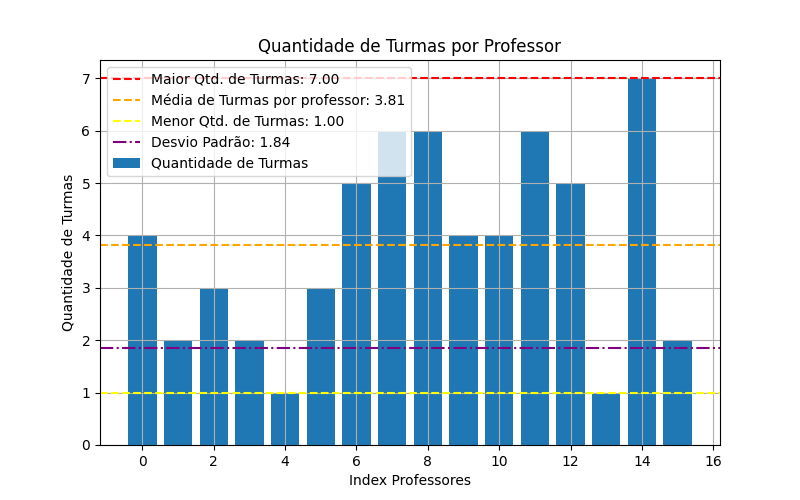 Quantidade de Turmas por Professor
Maior Qtd. de Turmas: 7.00
Média de Turmas por professor: 3.81
Menor Qtd. de Turmas: 1.00
Desvio Padrão: 1.84
Quantidade de Turmas
Quantidade de Turmas
7
6
5
4
3
2
1
0
0 2 4 6 8 10 12 14 16
Index Professores